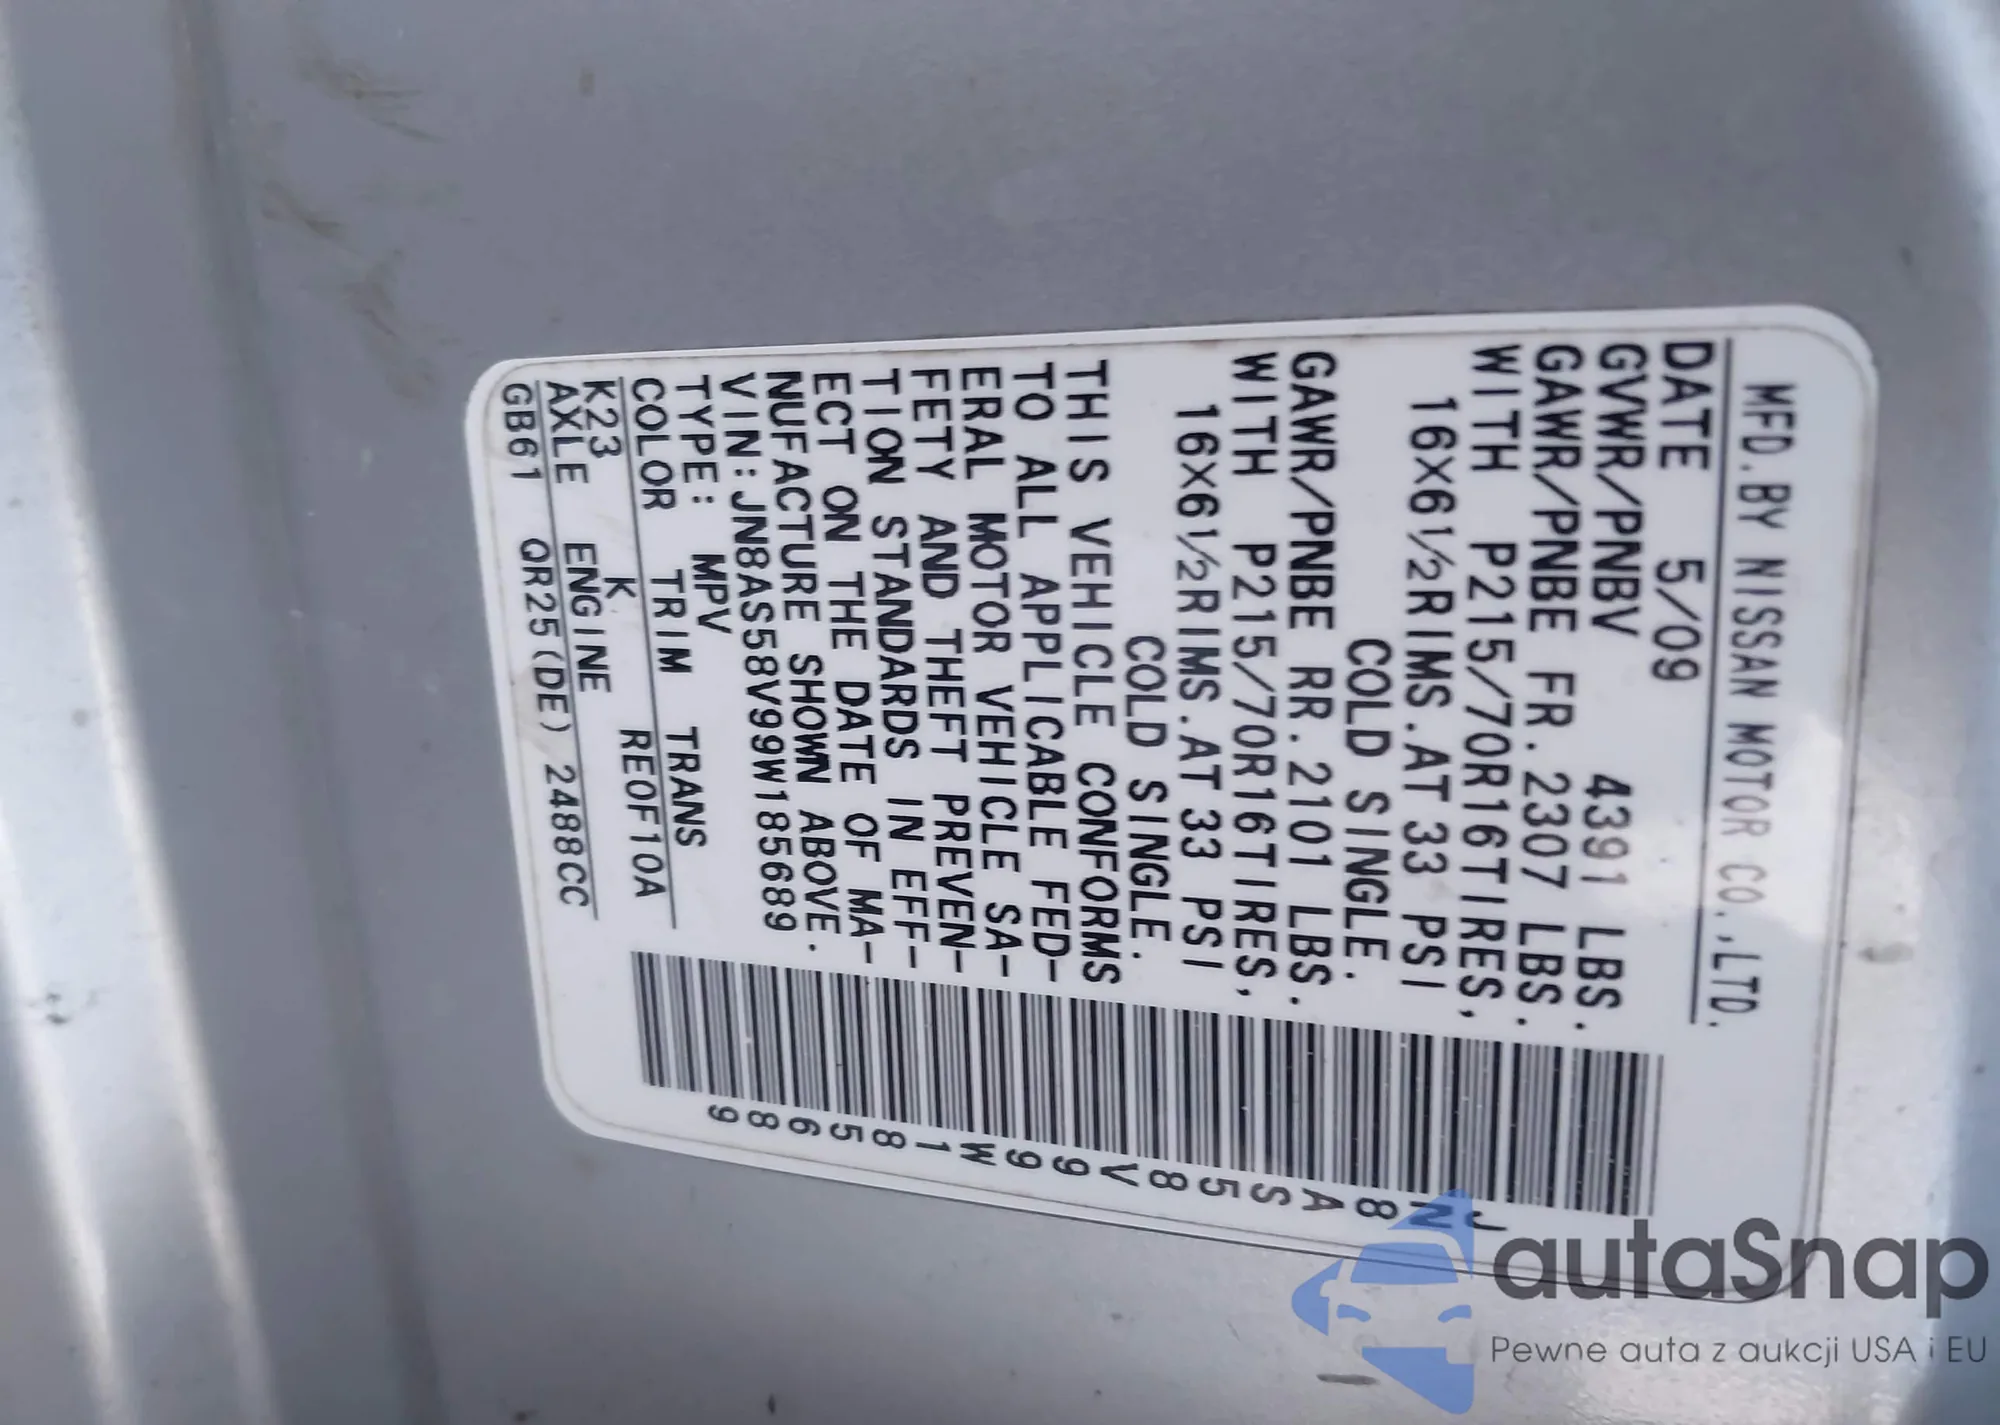 MFD.BY NISSAN MOTOR CO.,LTD.
DATE 5/09
GVWR/PNBV 4391 LBS.
GAWR/PNBE FR.2307 LBS.
WITH P215/70R16TIRES,
16×6½RIMS.AT 33 PSI
COLD SINGLE.
GAWR/PNBE RR.2101 LBS.
WITH P215/70R16TIRES,
16×6½RIMS.AT 33 PSI
COLD SINGLE.
THIS VEHICLE CONFORMS
TO ALL APPLICABLE FED-
ERAL MOTOR VEHICLE SA-
FETY AND THEFT PREVEN-
TION STANDARDS IN EFF-
ECT ON THE DATE OF MA-
NUFACTURE SHOWN ABOVE.
VIN:JN8AS58V99W185689
TYPE: MPV
COLOR TRIM TRANS
K23 K RE0F10A
AXLE ENGINE
GB61 QR25(DE) 2488CC
JN8AS58V99W185689
autaSnap
Pewne auta z aukcji USA i EU